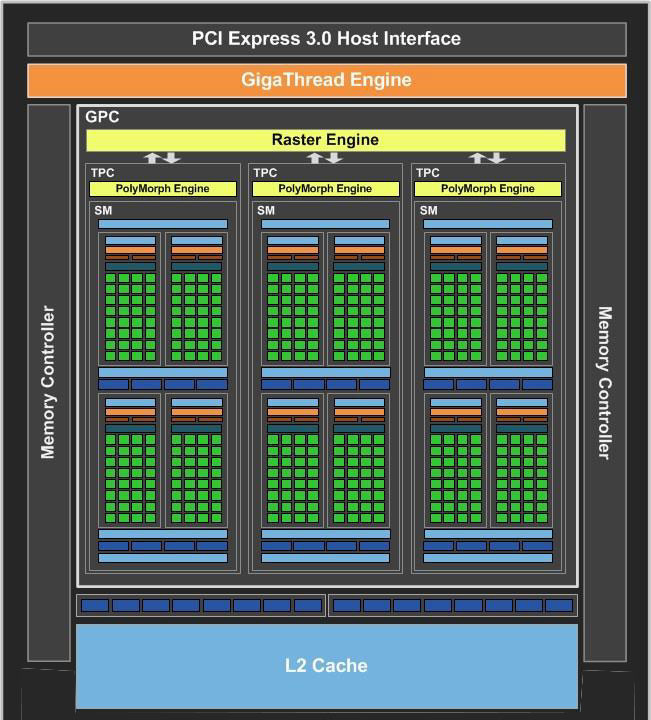 PCI Express 3.0 Host Interface
GigaThread Engine
GPC
Raster Engine
TPC
PolyMorph Engine
SM
TPC
PolyMorph Engine
SM
TPC
PolyMorph Engine
SM
Memory Controller
Memory Controller
L2 Cache